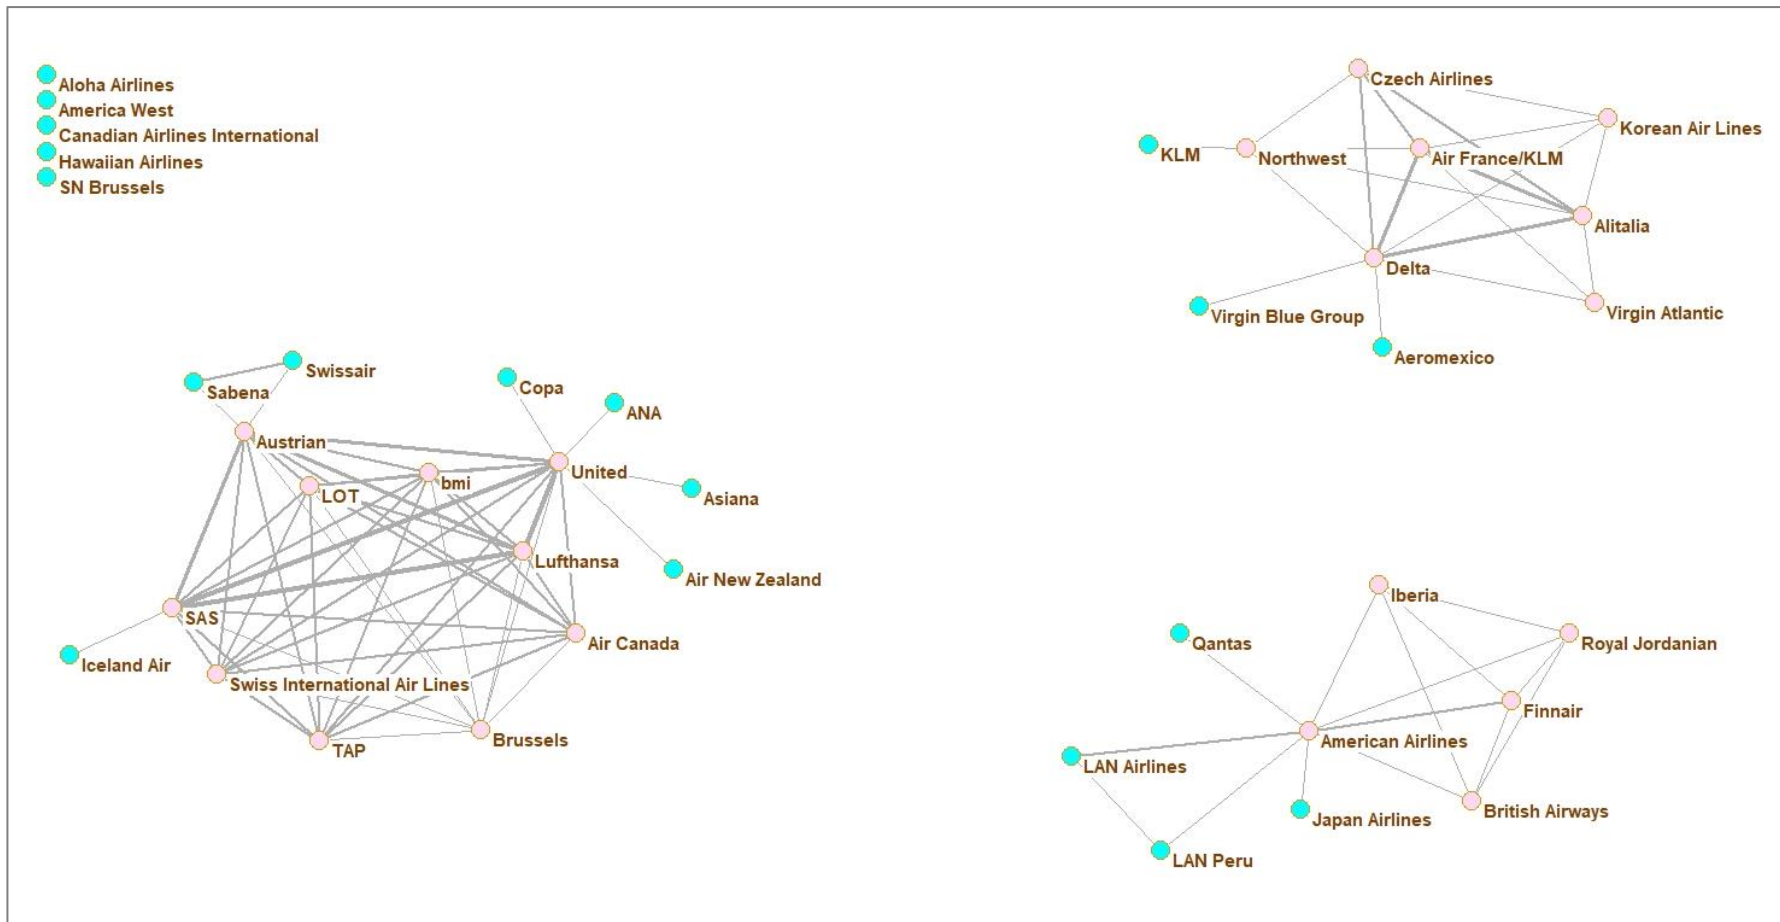 Aloha Airlines
America West
Canadian Airlines International
Hawaiian Airlines
SN Brussels
Czech Airlines
Korean Air Lines
KLM
Northwest
Air France/KLM
Alitalia
Delta
Virgin Blue Group
Virgin Atlantic
Aeromexico
Swissair
Sabena
Copa
ANA
Austrian
United
bmi
LOT
Asiana
Lufthansa
Air New Zealand
SAS
Air Canada
Iceland Air
Swiss International Air Lines
TAP
Brussels
Iberia
Qantas
Royal Jordanian
Finnair
American Airlines
LAN Airlines
Japan Airlines
British Airways
LAN Peru